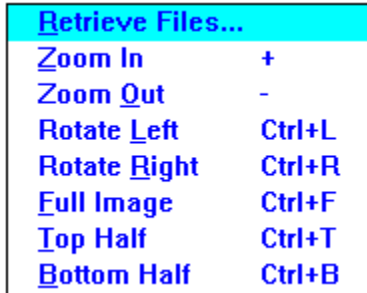 Retrieve Files...
Zoom In +
Zoom Out -
Rotate Left Ctrl+L
Rotate Right Ctrl+R
Full Image Ctrl+F
Top Half Ctrl+T
Bottom Half Ctrl+B